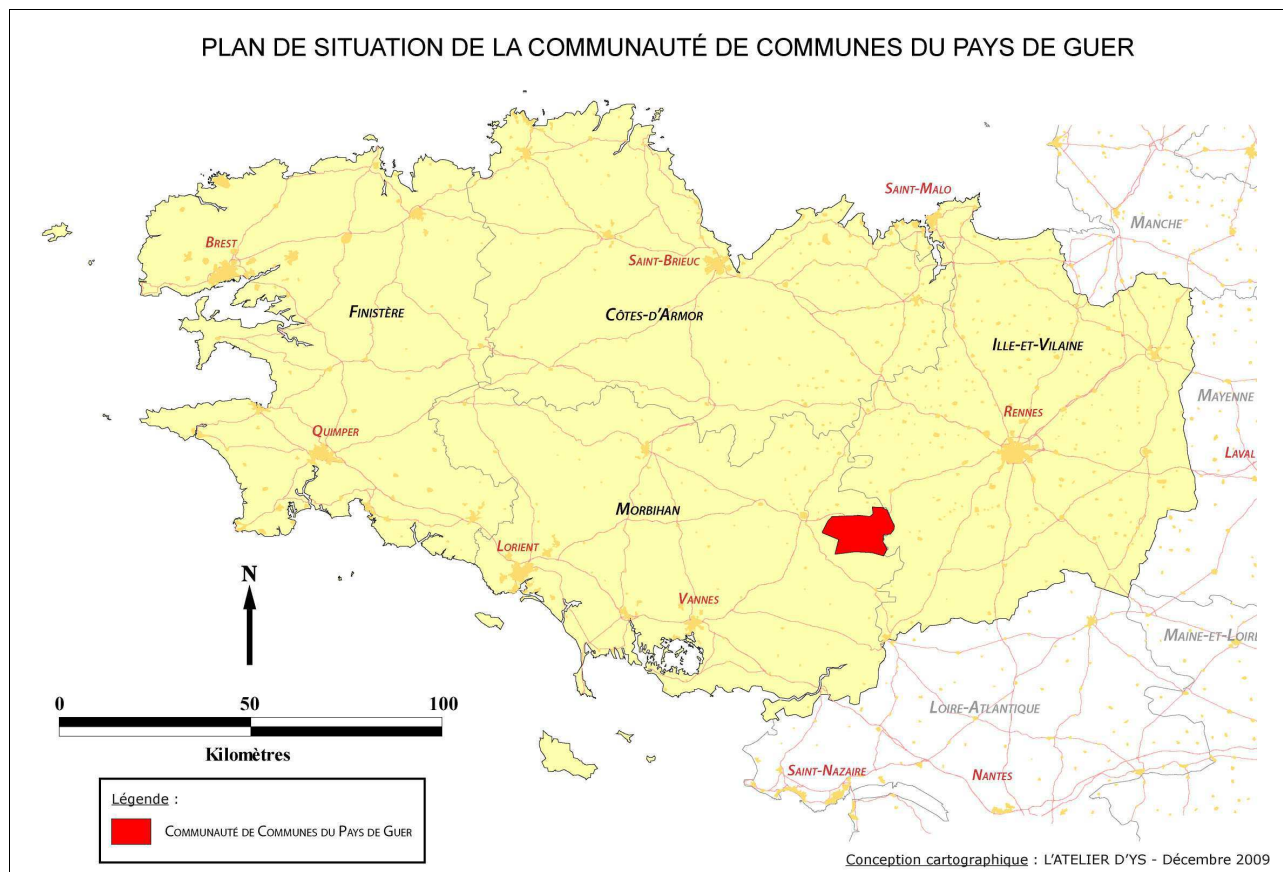 PLAN DE SITUATION DE LA COMMUNAUTÉ DE COMMUNES DU PAYS DE GUER
SAINT-MALO
MANCHE
BREST
SAINT-BRIEUC
FINISTÈRE
CÔTES-D'ARMOR
ILLE-ET-VILAINE
MAYENNE
RENNES
QUIMPER
LAVAL
MORBIHAN
LORIENT
N
VANNES
MAINE-ET-LOIRE
0 50 100
LOIRE-ATLANTIQUE
Kilomètres
SAINT-NAZAIRE
NANTES
Légende :
COMMUNAUTÉ DE COMMUNES DU PAYS DE GUER
Conception cartographique : L'ATELIER D'YS - Décembre 2009